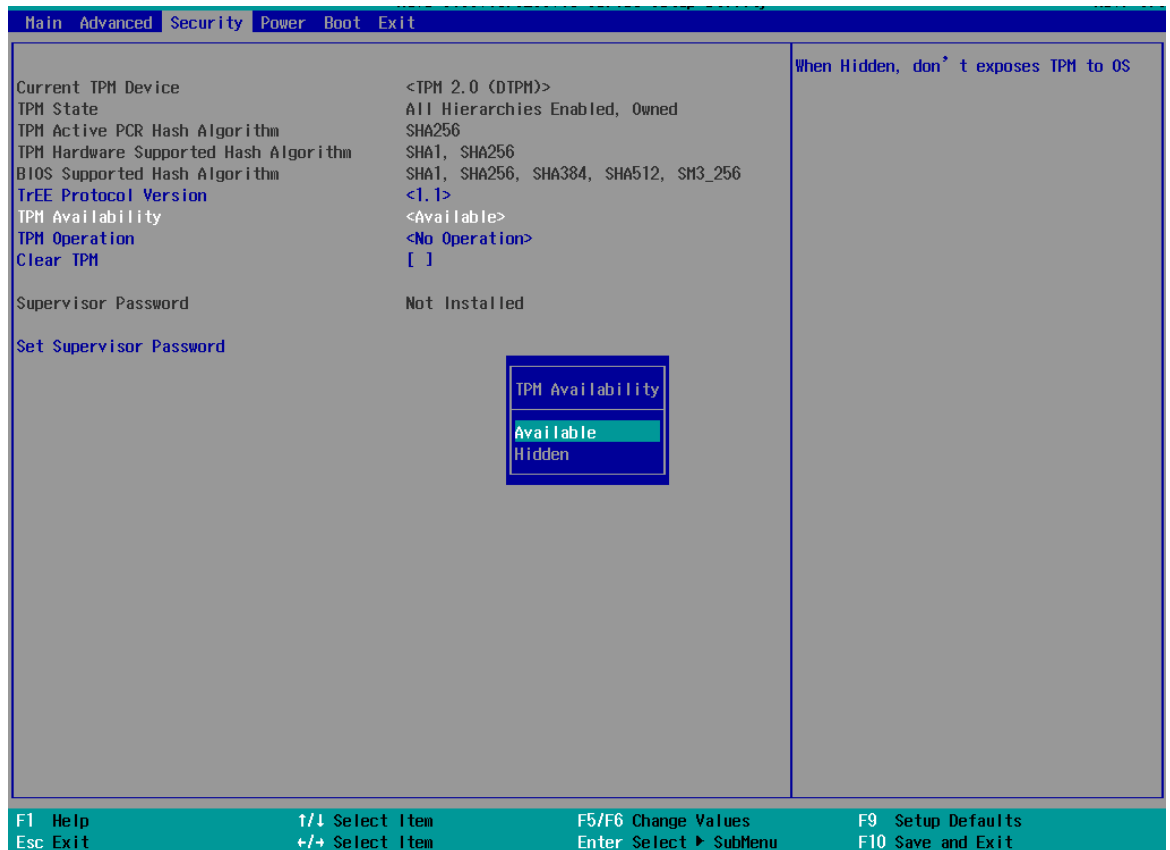 Main Advanced Security Power Boot Exit
When Hidden, don't exposes TPM to OS
Current TPM Device <TPM 2.0 (DTPM)>
TPM State All Hierarchies Enabled, Owned
TPM Active PCR Hash Algorithm SHA256
TPM Hardware Supported Hash Algorithm SHA1, SHA256
BIOS Supported Hash Algorithm SHA1, SHA256, SHA384, SHA512, SM3_256
TrEE Protocol Version <1.1>
TPM Availability <Available>
TPM Operation <No Operation>
Clear TPM [ ]
Supervisor Password Not Installed
Set Supervisor Password
TPM Availability
Available
Hidden
F1 Help ↑/↓ Select Item F5/F6 Change Values F9 Setup Defaults
Esc Exit ←/→ Select Item Enter Select ▶ SubMenu F10 Save and Exit